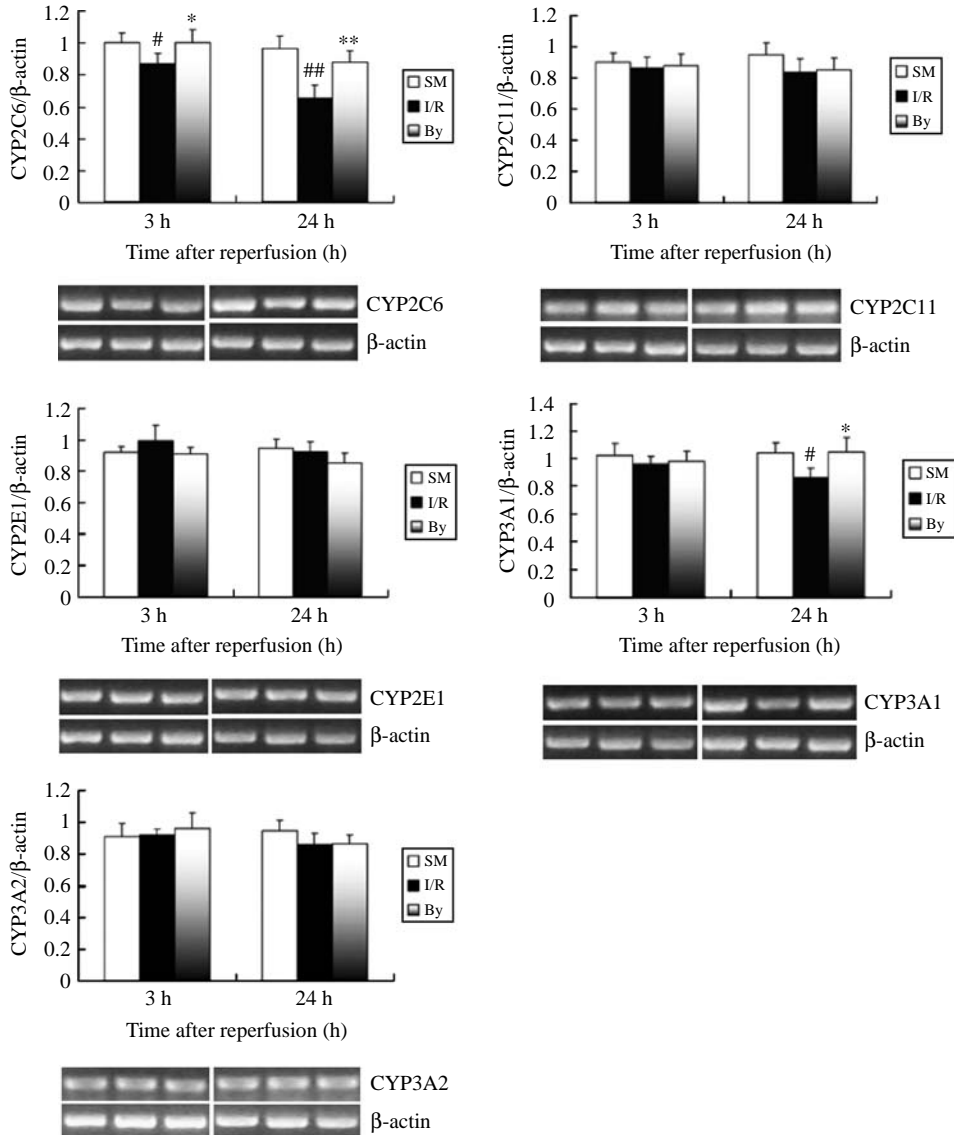 CYP2C6/β-actin
1.2
1
0.8
0.6
0.4
0.2
0
#
*
##
**
SM
I/R
By
3 h
24 h
Time after reperfusion (h)
CYP2C6
β-actin
CYP2C11/β-actin
1.2
1
0.8
0.6
0.4
0.2
0
SM
I/R
By
3 h
24 h
Time after reperfusion (h)
CYP2C11
β-actin
CYP2E1/β-actin
1.2
1
0.8
0.6
0.4
0.2
0
SM
I/R
By
3 h
24 h
Time after reperfusion (h)
CYP2E1
β-actin
CYP3A1/β-actin
1.4
1.2
1
0.8
0.6
0.4
0.2
0
#
*
SM
I/R
By
3 h
24 h
Time after reperfusion (h)
CYP3A1
β-actin
CYP3A2/β-actin
1.2
1
0.8
0.6
0.4
0.2
0
SM
I/R
By
3 h
24 h
Time after reperfusion (h)
CYP3A2
β-actin